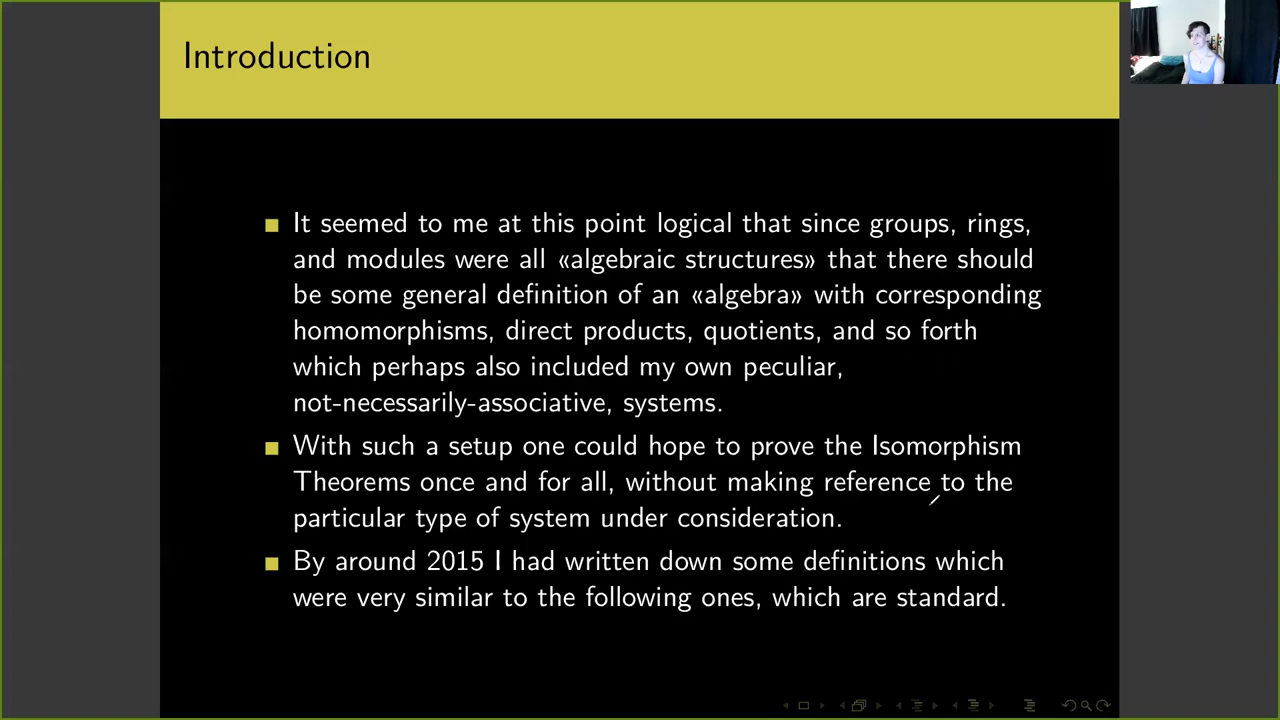 Introduction
It seemed to me at this point logical that since groups, rings,
and modules were all «algebraic structures» that there should
be some general definition of an «algebra» with corresponding
homomorphisms, direct products, quotients, and so forth
which perhaps also included my own peculiar,
not-necessarily-associative, systems.
With such a setup one could hope to prove the Isomorphism
Theorems once and for all, without making reference to the
particular type of system under consideration.
By around 2015 I had written down some definitions which
were very similar to the following ones, which are standard.